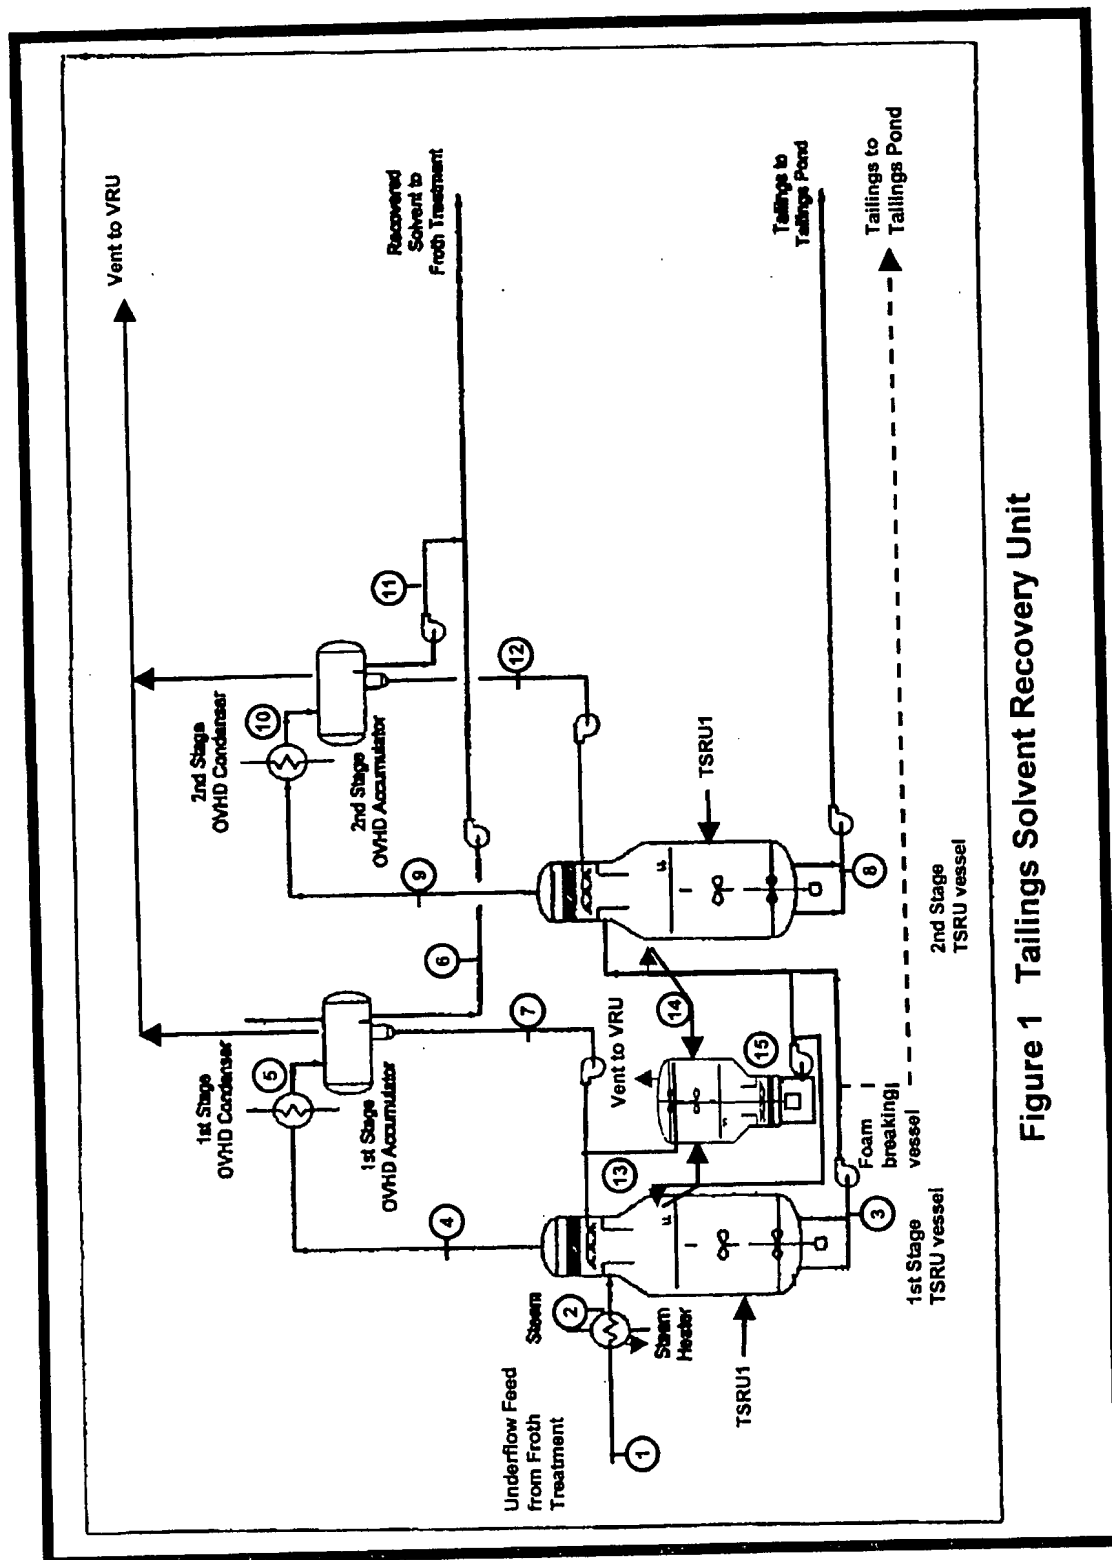 Vent to VRU
Recovered
Solvent to
Froth Treatment
Tailings to
Tailings Pond
Tailings to
Tailings Pond
2nd Stage
OVHD Condenser
10
2nd Stage
OVHD Accumulator
11
12
9
TSRU1
8
2nd Stage
TSRU vessel
1st Stage
OVHD Condenser
5
1st Stage
OVHD Accumulator
6
7
4
Vent to VRU
14
15
13
Foam
breaking
vessel
3
1st Stage
TSRU vessel
Steam
2
Steam
Heater
TSRU1
Underflow Feed
from Froth
Treatment
1
Figure 1 Tailings Solvent Recovery Unit